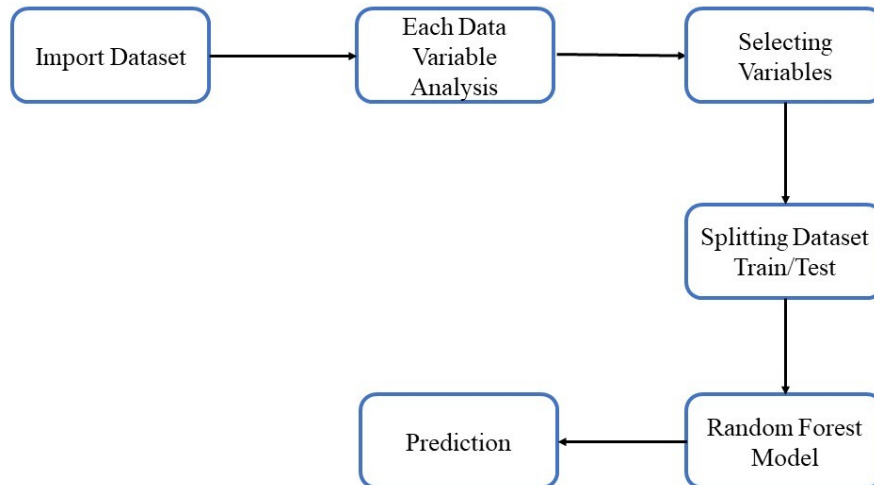 Import Dataset
Each Data
Variable
Analysis
Selecting
Variables
Splitting Dataset
Train/Test
Random Forest
Model
Prediction